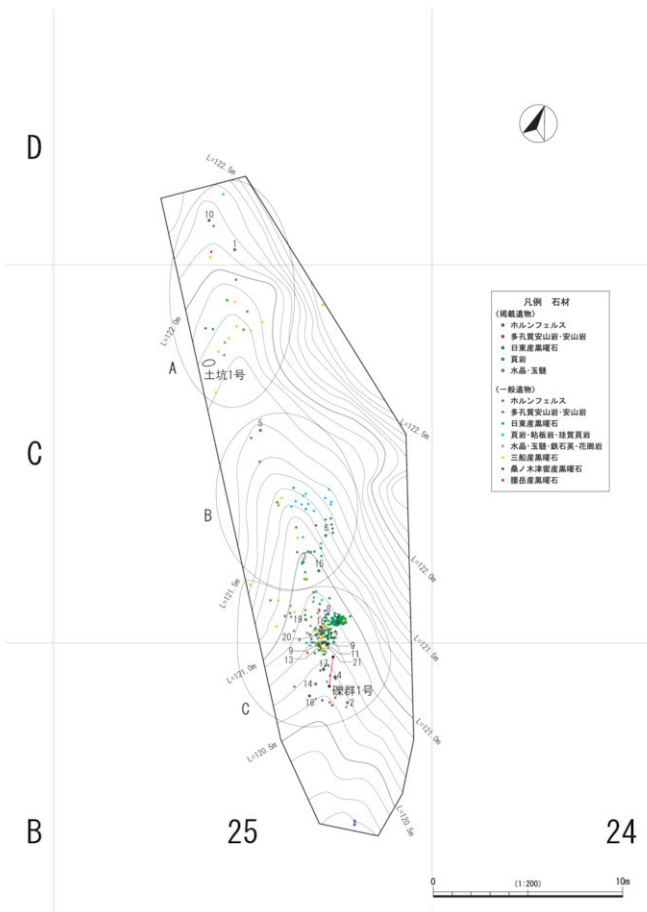 D
L=122.5m
10
1
凡例 石材
〈掲載遺物〉
ホルンフェルス
多孔質安山岩・安山岩
日東産黒曜石
頁岩
水晶・玉髄
〈一般遺物〉
ホルンフェルス
多孔質安山岩・安山岩
日東産黒曜石
頁岩・粘板岩・珪質頁岩
水晶・玉髄・鉄石英・花崗岩
三船産黒曜石
桑ノ木津留産黒曜石
腰岳産黒曜石
L=122.0m
A
土坑1号
C
5
L=122.5m
B
6
3
15
L=122.0m
L=121.5m
19
8
20
2
9
9
11
13
21
L=121.5m
17
4
L=121.0m
14
礫群1号
18
2
C
L=121.0m
L=120.5m
L=120.5m
B
25
24
0
(1:200)
10m